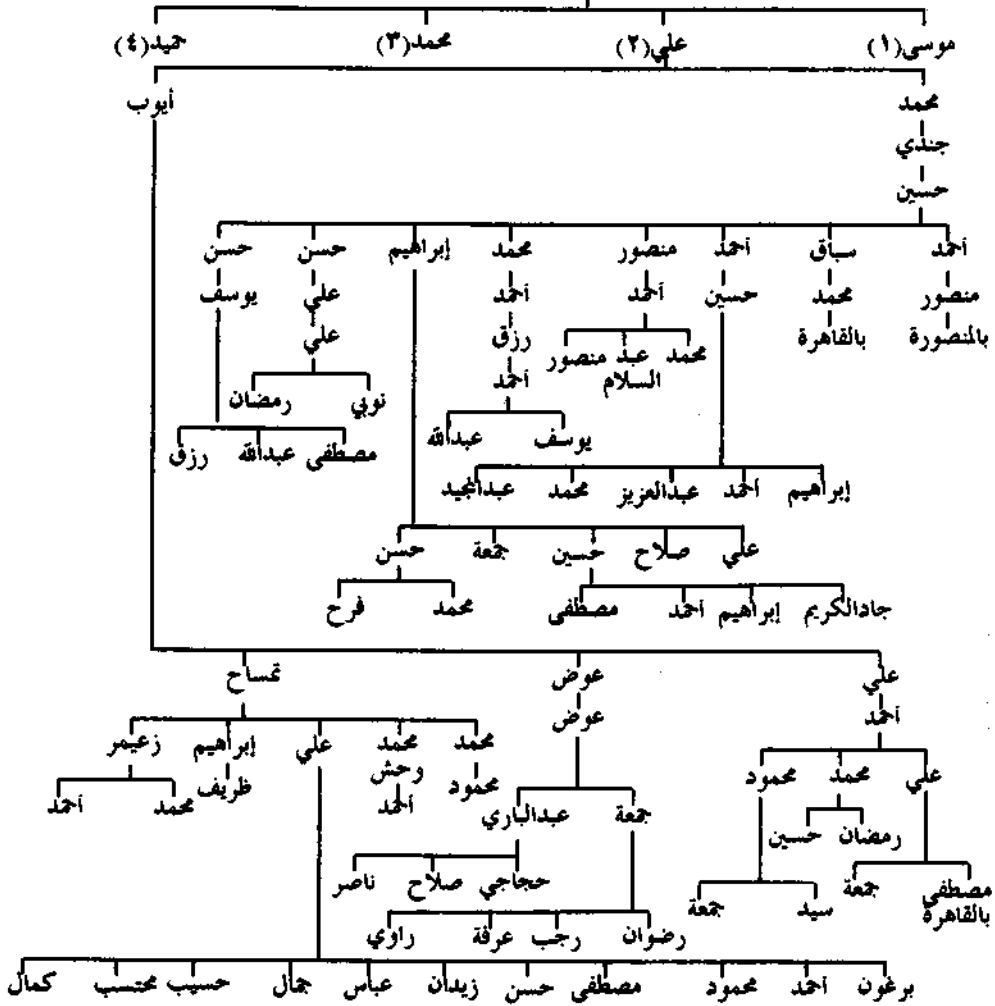 موسى(١) علي(٢) محمد(٣) حميد(٤)
محمد أيوب
جندي
حسين
أحمد سباق أحمد منصور محمد إبراهيم حسن حسن
منصور محمد حسين أحمد أحمد علي يوسف
بالمنصورة بالقاهرة رزق علي
محمد عبد السلام منصور
أحمد
نوبي رمضان
يوسف عبدالله
مصطفى عبدالله رزق
إبراهيم أحمد عبدالعزيز محمد عبدالمجيد
علي صلاح حسين جمعة حسن
جادالكريم إبراهيم أحمد مصطفى محمد فرح
علي عوض تمساح
أحمد عوض
محمد محمد علي إبراهيم زعيمر
علي محمد محمود
محمود وحش ظريف
أحمد محمد أحمد
جمعة عبدالباري
رمضان حسين
حجاجي صلاح ناصر
مصطفى جمعة سيد جمعة
بالقاهرة
رضوان رجب عرفة راوي
برغون أحمد محمود مصطفى حسن زيدان عباس جمال حسيب محتسب كمال